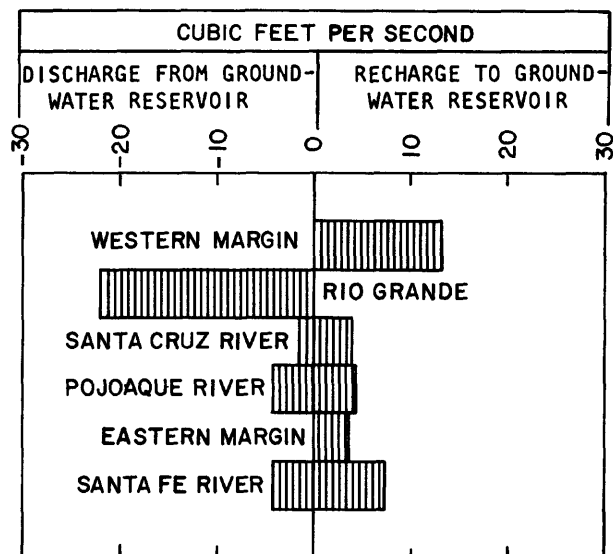 CUBIC FEET PER SECOND
DISCHARGE FROM GROUND-
WATER RESERVOIR
RECHARGE TO GROUND-
WATER RESERVOIR
-30
-20
-10
0
10
20
30
WESTERN MARGIN
RIO GRANDE
SANTA CRUZ RIVER
POJOAQUE RIVER
EASTERN MARGIN
SANTA FE RIVER